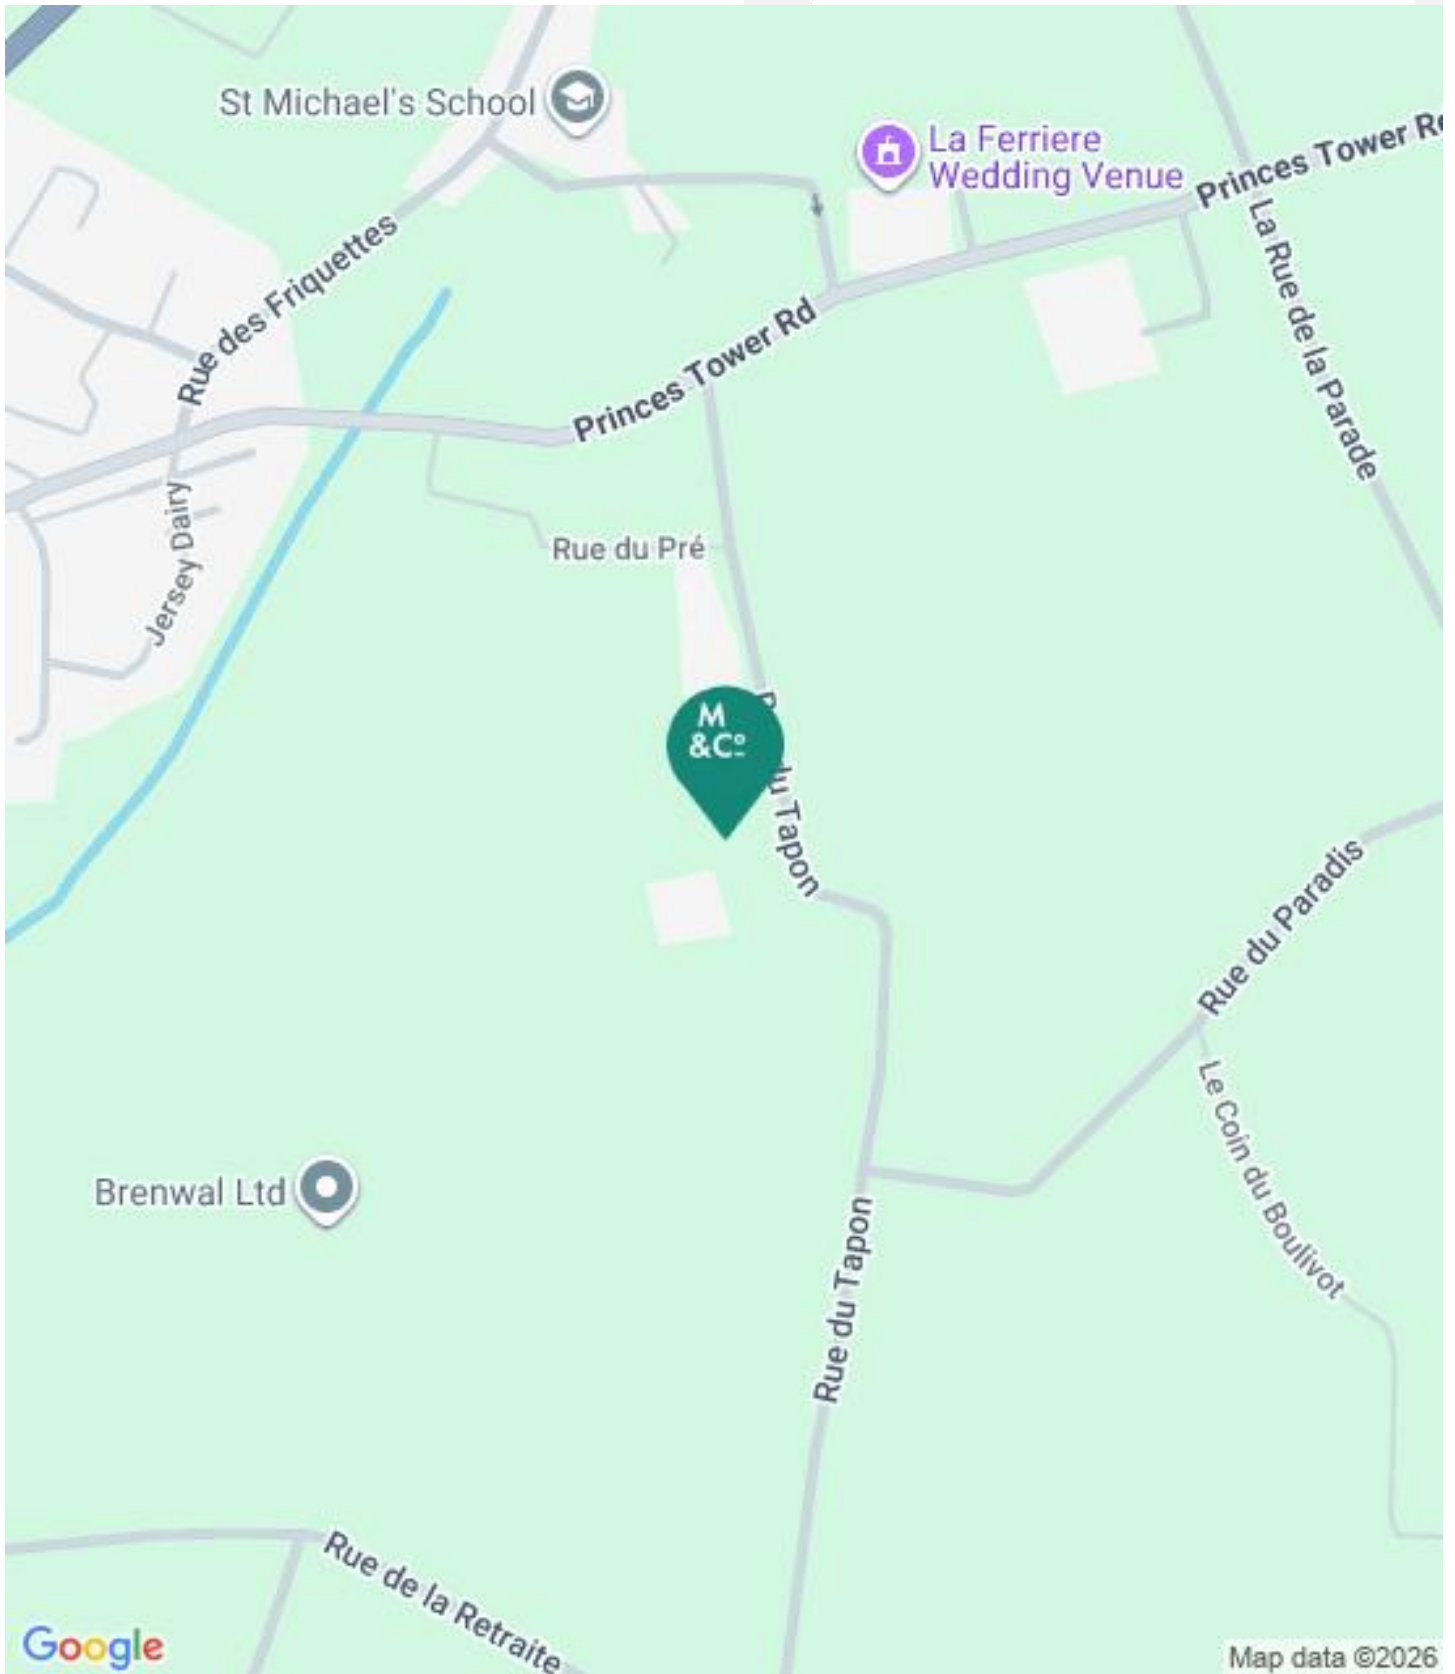 St Michael's School
La Ferriere
Wedding Venue
Princes Tower Rd
La Rue de la Parade
Rue des Friquettes
Princes Tower Rd
Jersey Dairy
Rue du Pré
M
&Cº
du Tapon
Rue du Paradis
Le Coin du Boulivot
Brenwal Ltd
Rue du Tapon
Rue de la Retraite
Google
Map data ©2026